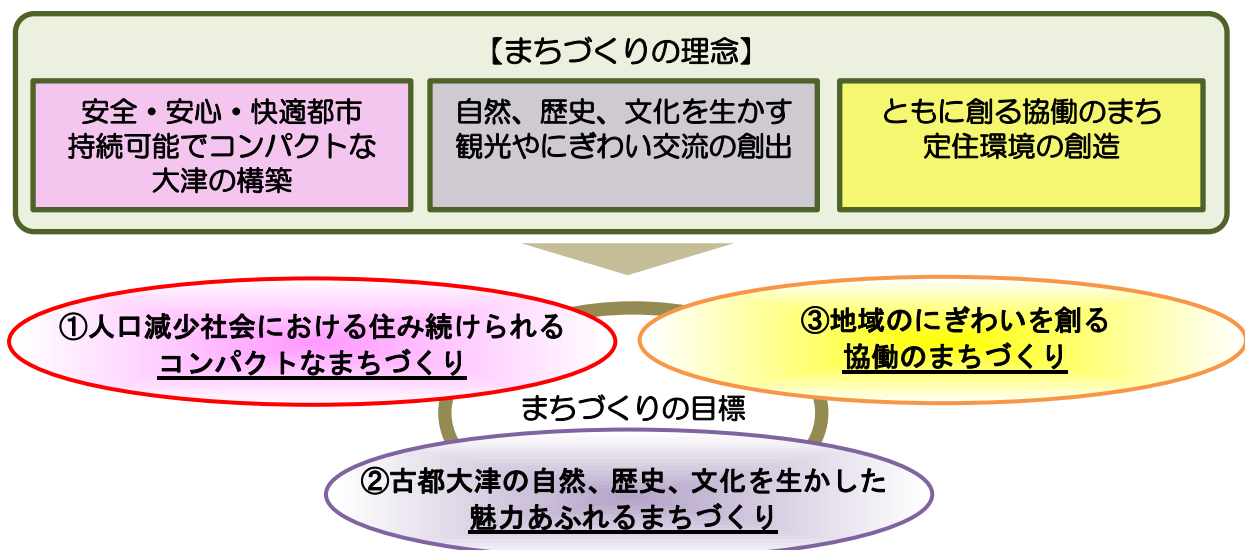 【まちづくりの理念】
安全・安心・快適都市
持続可能でコンパクトな
大津の構築
自然、歴史、文化を生かす
観光やにぎわい交流の創出
ともに創る協働のまち
定住環境の創造
①人口減少社会における住み続けられる
コンパクトなまちづくり
③地域のにぎわいを創る
協働のまちづくり
まちづくりの目標
②古都大津の自然、歴史、文化を生かした
魅力あふれるまちづくり